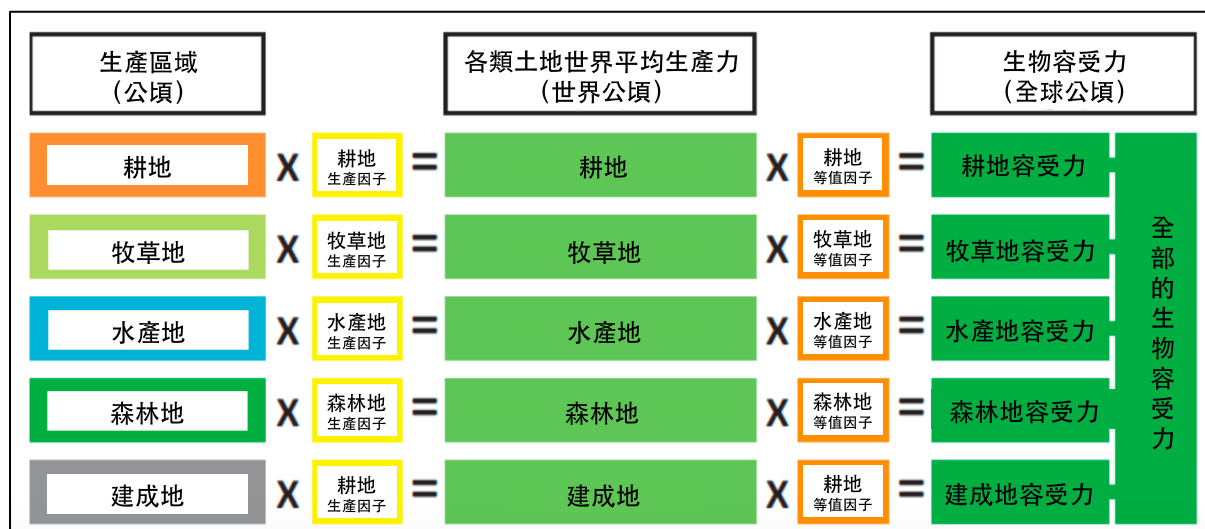 生產區域
（公頃）
各類土地世界平均生產力
（世界公頃）
生物容受力
（全球公頃）
耕地
X
耕地
生產因子
=
耕地
X
耕地
等值因子
=
耕地容受力
牧草地
X
牧草地
生產因子
=
牧草地
X
牧草地
等值因子
=
牧草地容受力
水產地
X
水產地
生產因子
=
水產地
X
水產地
等值因子
=
水產地容受力
森林地
X
森林地
生產因子
=
森林地
X
森林地
等值因子
=
森林地容受力
建成地
X
耕地
生產因子
=
建成地
X
耕地
等值因子
=
建成地容受力
全部的生物容受力